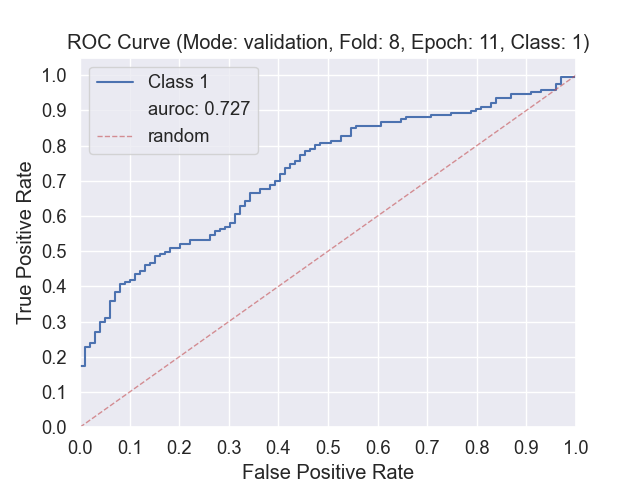 ROC Curve (Mode: validation, Fold: 8, Epoch: 11, Class: 1)
Class 1
auroc: 0.727
random
True Positive Rate
1.0
0.9
0.8
0.7
0.6
0.5
0.4
0.3
0.2
0.1
0.0
0.0 0.1 0.2 0.3 0.4 0.5 0.6 0.7 0.8 0.9 1.0
False Positive Rate